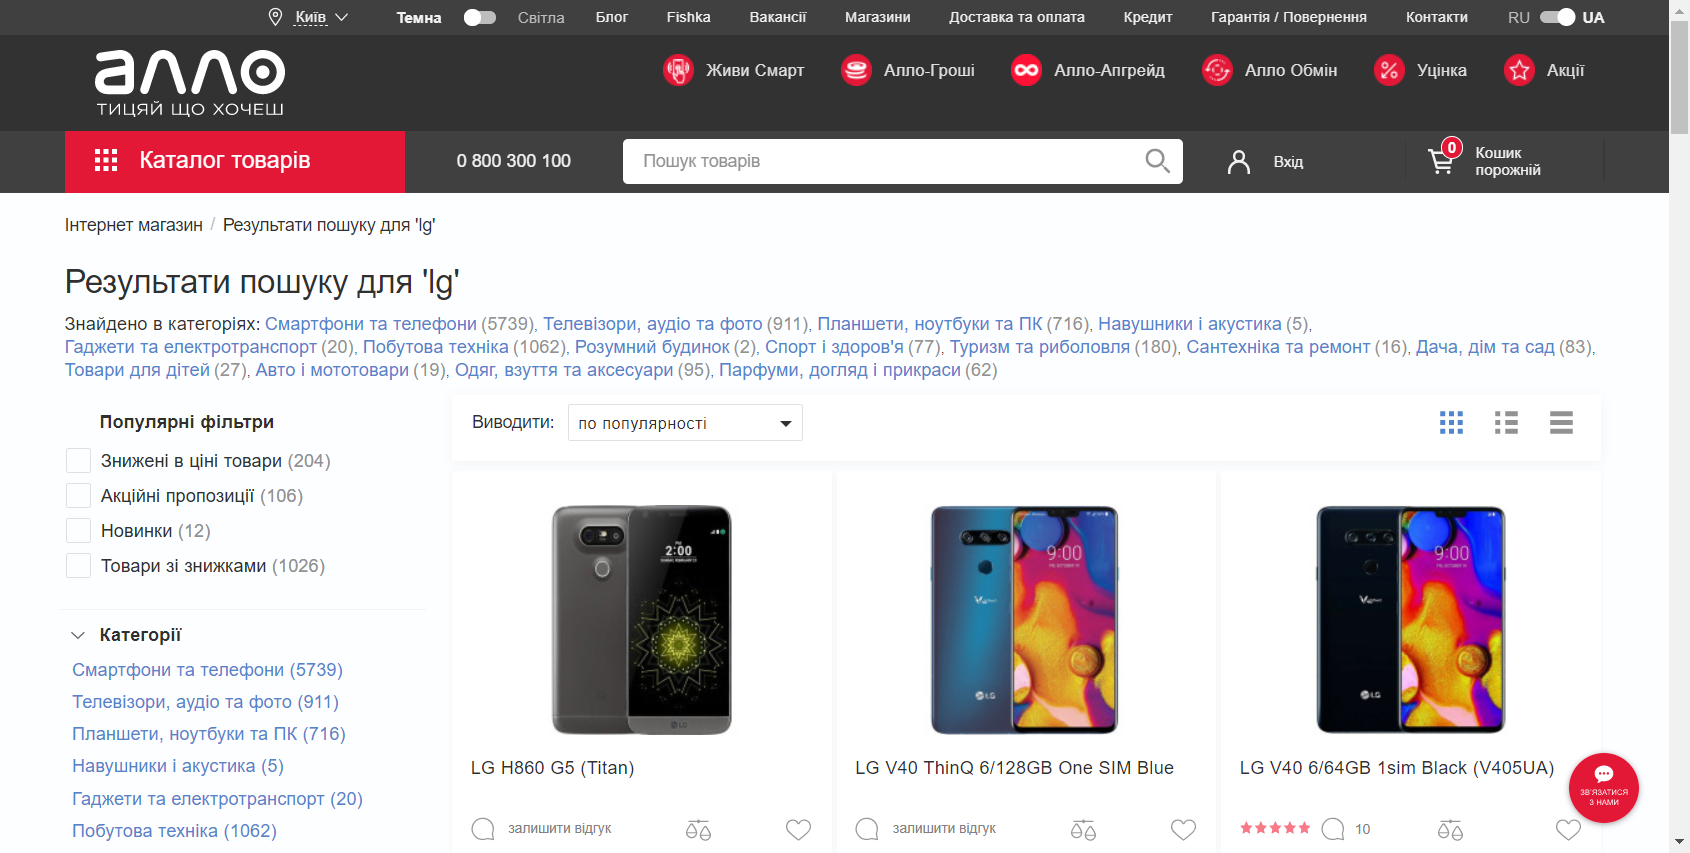 Київ
Темна
Світла
Блог
Fishka
Вакансії
Магазини
Доставка та оплата
Кредит
Гарантія / Повернення
Контакти
RU
UA
алло
ТИЦЯЙ ЩО ХОЧЕШ
Живи Смарт
Алло-Гроші
Алло-Апгрейд
Алло Обмін
Уцінка
Акції
Каталог товарів
0 800 300 100
Пошук товарів
Вхід
0
Кошик
порожній
Інтернет магазин / Результати пошуку для 'lg'
Результати пошуку для 'lg'
Знайдено в категоріях: Смартфони та телефони (5739), Телевізори, аудіо та фото (911), Планшети, ноутбуки та ПК (716), Навушники і акустика (5),
Гаджети та електротранспорт (20), Побутова техніка (1062), Розумний будинок (2), Спорт і здоров'я (77), Туризм та риболовля (180), Сантехніка та ремонт (16), Дача, дім та сад (83),
Товари для дітей (27), Авто і мототовари (19), Одяг, взуття та аксесуари (95), Парфуми, догляд і прикраси (62)
Популярні фільтри
Знижені в ціні товари (204)
Акційні пропозиції (106)
Новинки (12)
Товари зі знижками (1026)
Категорії
Смартфони та телефони (5739)
Телевізори, аудіо та фото (911)
Планшети, ноутбуки та ПК (716)
Навушники і акустика (5)
Гаджети та електротранспорт (20)
Побутова техніка (1062)
Виводити:
по популярності
2:00
LG
9:00
LG
9:00
LG
LG H860 G5 (Titan)
LG V40 ThinQ 6/128GB One SIM Blue
LG V40 6/64GB 1sim Black (V405UA)
залишити відгук
залишити відгук
10
ЗВ'ЯЗАТИСЯ
З НАМИ